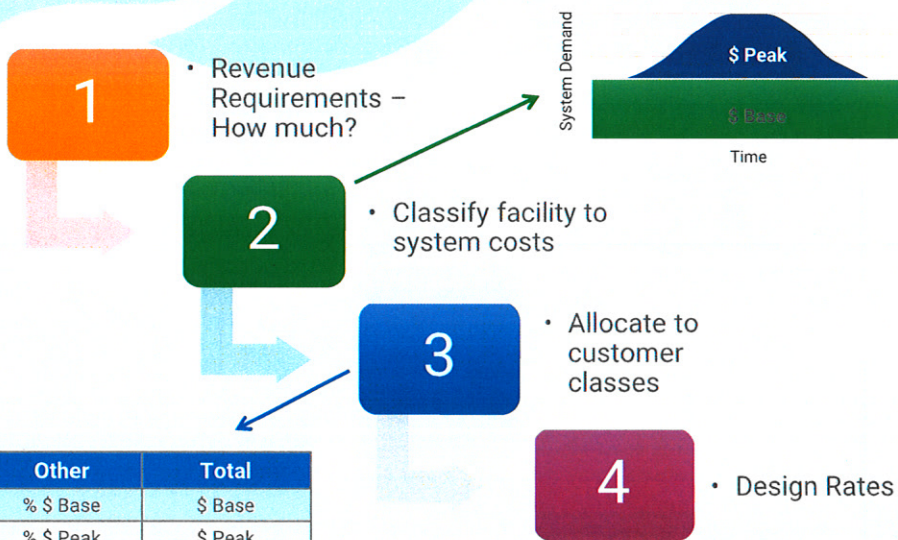 1
• Revenue
Requirements –
How much?
System Demand
$ Peak
$ Base
Time
2
• Classify facility to
system costs
3
• Allocate to
customer
classes
Other Total
% $ Base $ Base
% $ Peak $ Peak
4
• Design Rates